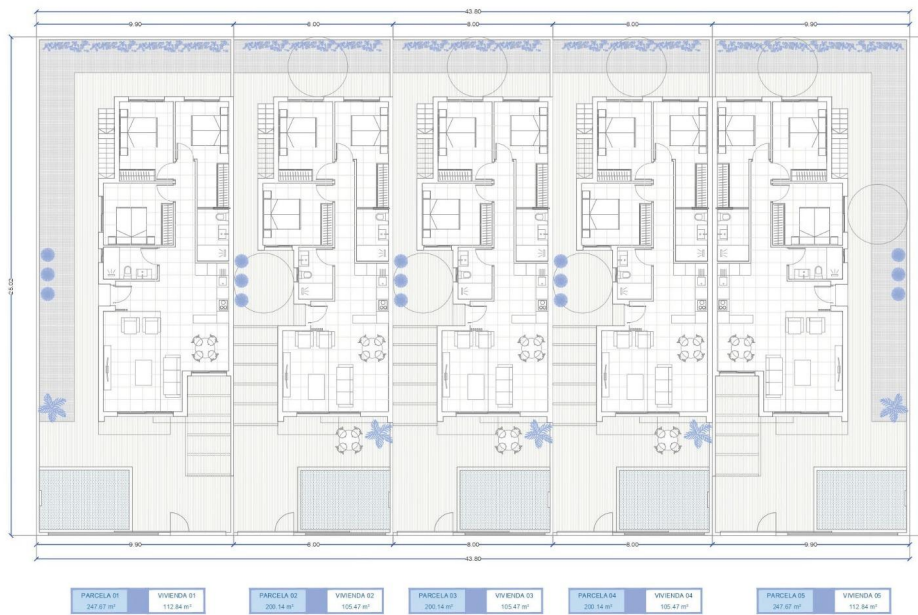 43.80
9.90 8.00 8.00 8.00 9.90
25.02
9.90 8.00 8.00 8.00 9.90
43.80
PARCELA 01 VIVIENDA 01
247.67 m² 112.84 m²
PARCELA 02 VIVIENDA 02
200.14 m² 105.47 m²
PARCELA 03 VIVIENDA 03
200.14 m² 105.47 m²
PARCELA 04 VIVIENDA 04
200.14 m² 105.47 m²
PARCELA 05 VIVIENDA 05
247.67 m² 112.84 m²